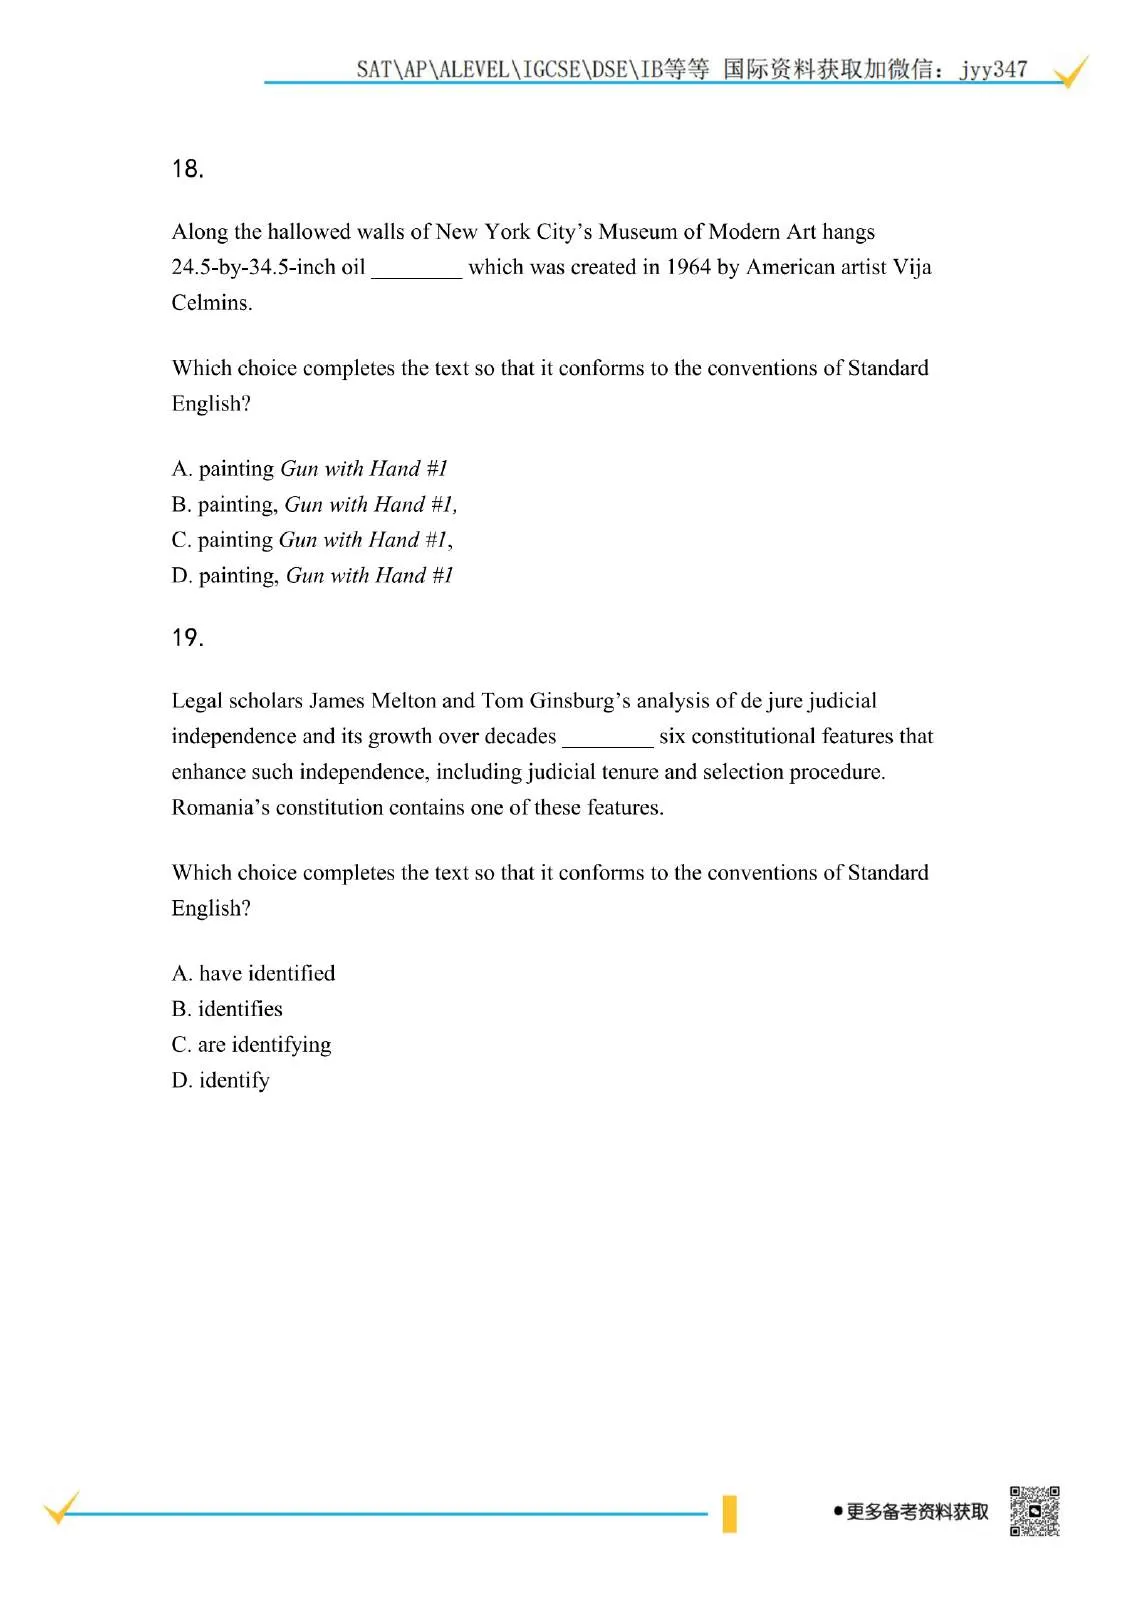 SAT\AP\ALEVEL\IGCSE\DSE\IB等等 国际资料获取加微信：jyy347
18.
Along the hallowed walls of New York City’s Museum of Modern Art hangs
24.5-by-34.5-inch oil ________ which was created in 1964 by American artist Vija
Celmins.
Which choice completes the text so that it conforms to the conventions of Standard
English?
A. painting Gun with Hand #1
B. painting, Gun with Hand #1,
C. painting Gun with Hand #1,
D. painting, Gun with Hand #1
19.
Legal scholars James Melton and Tom Ginsburg’s analysis of de jure judicial
independence and its growth over decades ________ six constitutional features that
enhance such independence, including judicial tenure and selection procedure.
Romania’s constitution contains one of these features.
Which choice completes the text so that it conforms to the conventions of Standard
English?
A. have identified
B. identifies
C. are identifying
D. identify
•更多备考资料获取